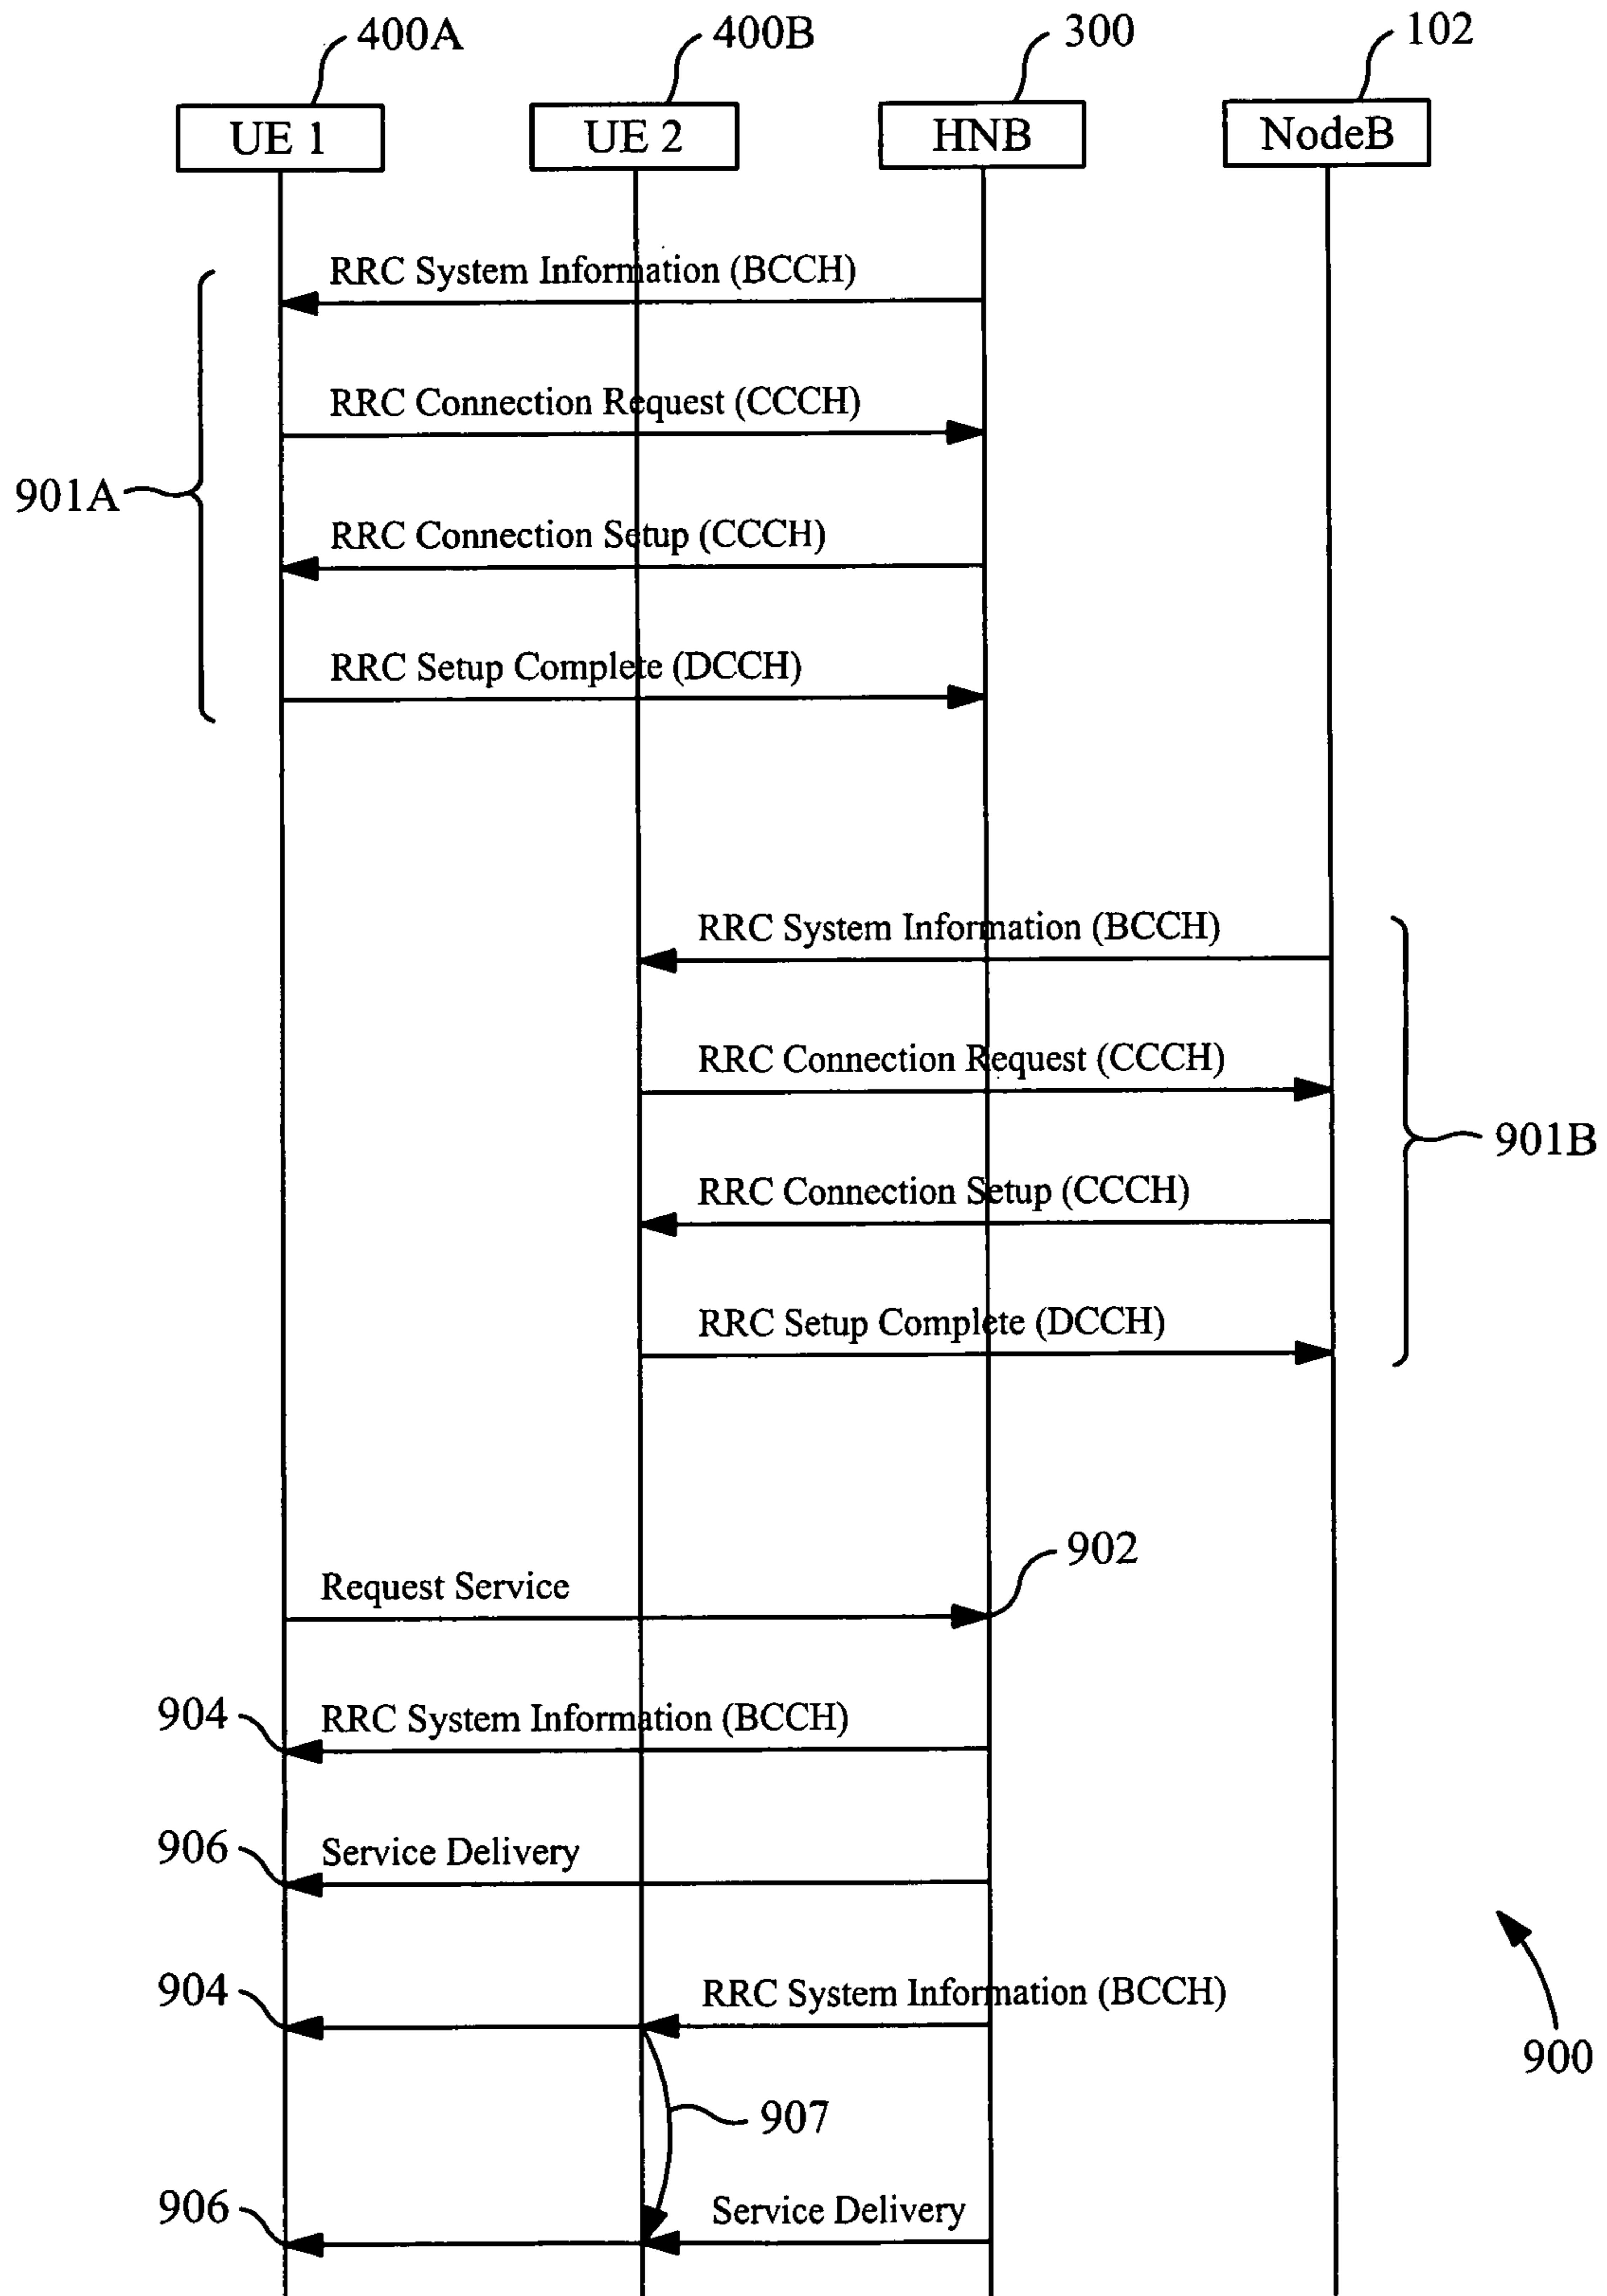 400A
400B
300
102
UE 1
UE 2
HNB
NodeB
RRC System Information (BCCH)
RRC Connection Request (CCCH)
901A
RRC Connection Setup (CCCH)
RRC Setup Complete (DCCH)
RRC System Information (BCCH)
RRC Connection Request (CCCH)
901B
RRC Connection Setup (CCCH)
RRC Setup Complete (DCCH)
902
Request Service
904
RRC System Information (BCCH)
906
Service Delivery
904
RRC System Information (BCCH)
900
907
906
Service Delivery